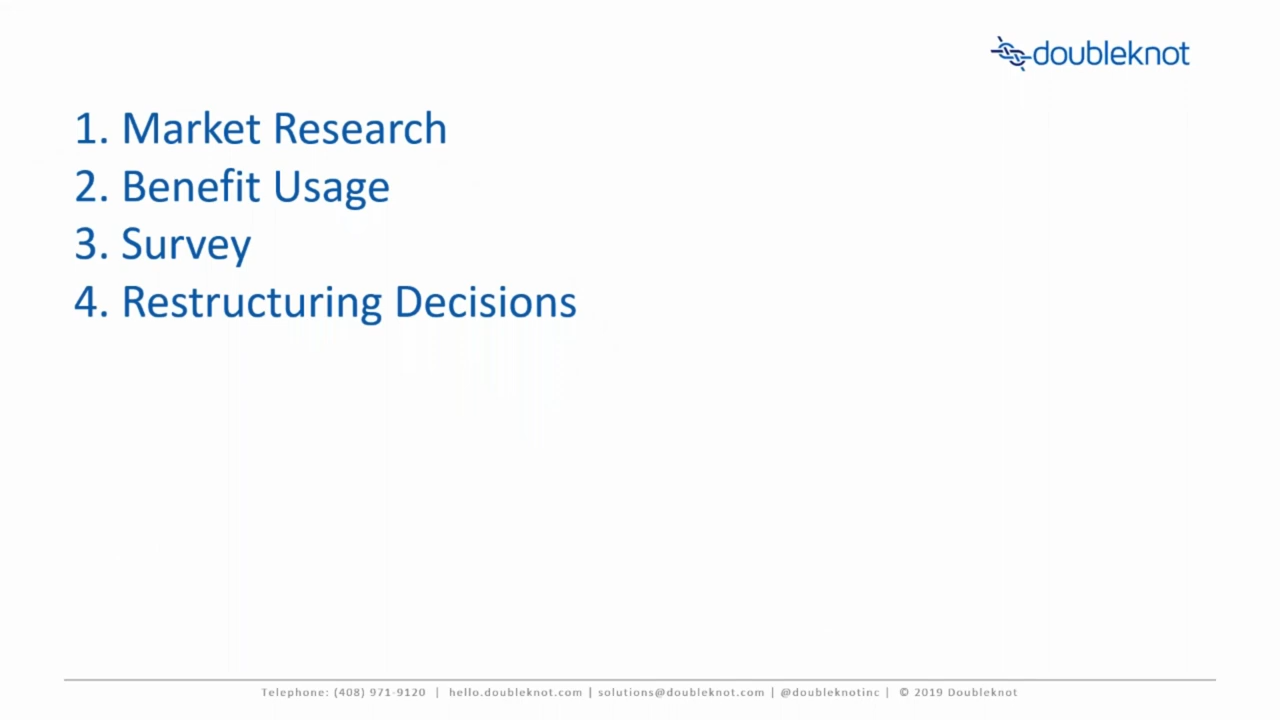 doubleknot
1. Market Research
2. Benefit Usage
3. Survey
4. Restructuring Decisions
Telephone: (408) 971-9120 | hello.doubleknot.com | solutions@doubleknot.com | @doubleknotinc | © 2019 Doubleknot